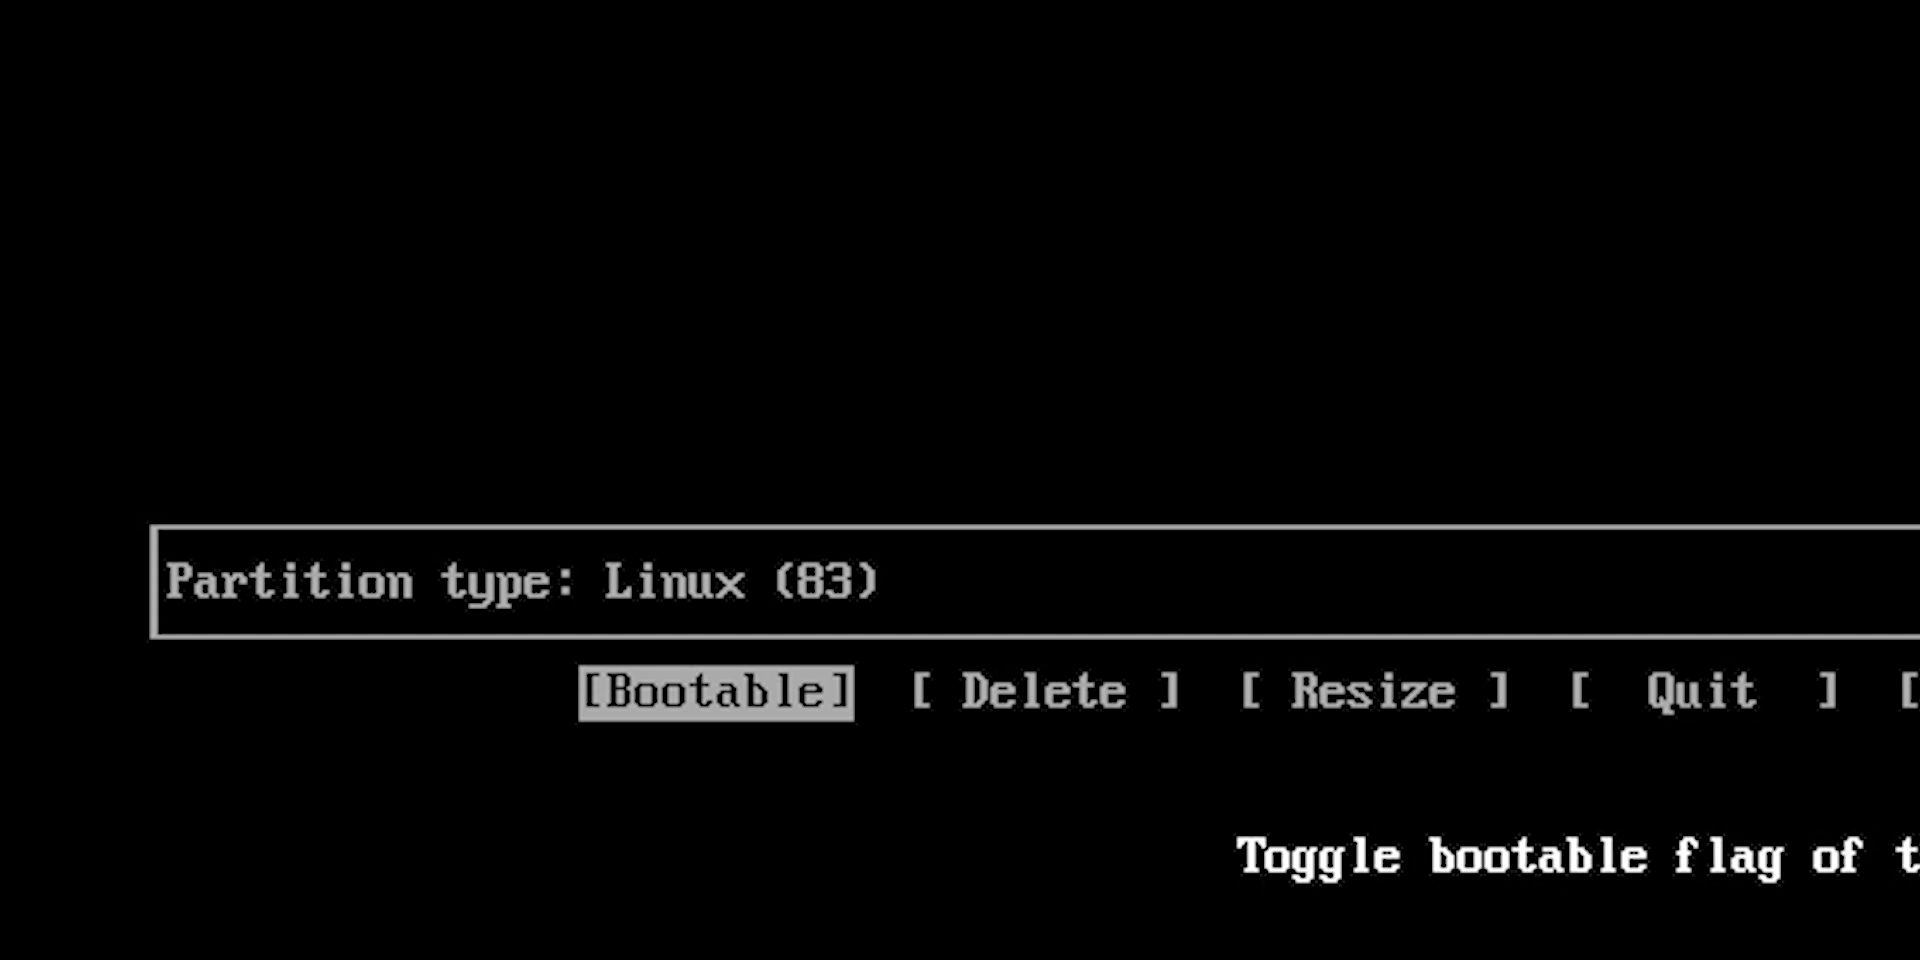 Partition type: Linux (83)
[Bootable] [ Delete ] [ Resize ] [ Quit ] [
Toggle bootable flag of t